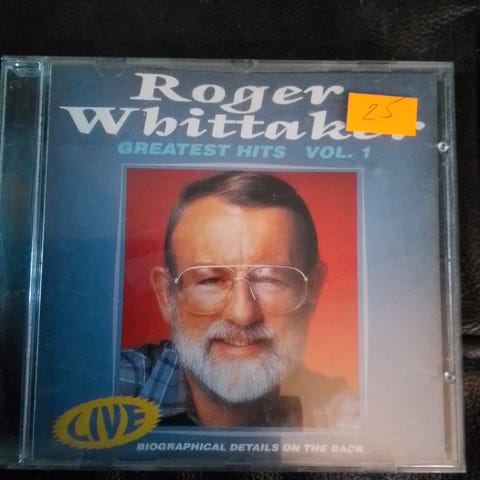 Roger
Whittaker
25
GREATEST HITS VOL. 1
LIVE
BIOGRAPHICAL DETAILS ON THE BACK